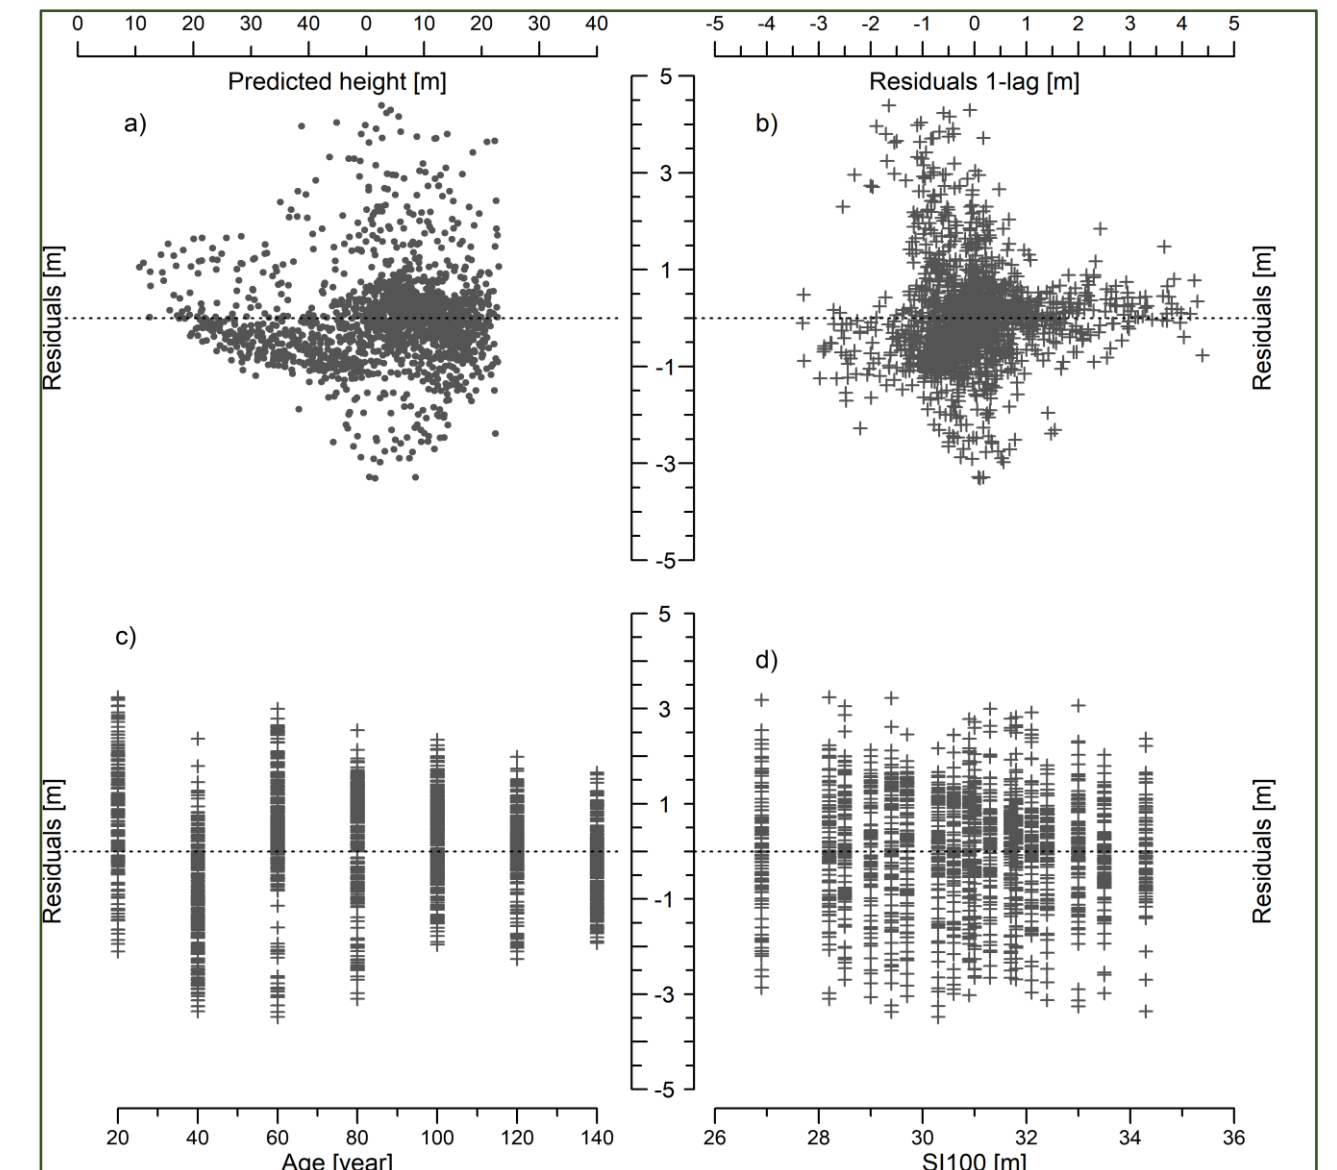 0 10 20 30 40 0 10 20 30 40
-5 -4 -3 -2 -1 0 1 2 3 4 5
Predicted height [m]
Residuals 1-lag [m]
a)
b)
5
3
1
-1
-3
-5
Residuals [m]
Residuals [m]
c)
d)
5
3
1
-1
-3
-5
Residuals [m]
Residuals [m]
20 40 60 80 100 120 140
26 28 30 32 34 36
Age [year]
SI100 [m]